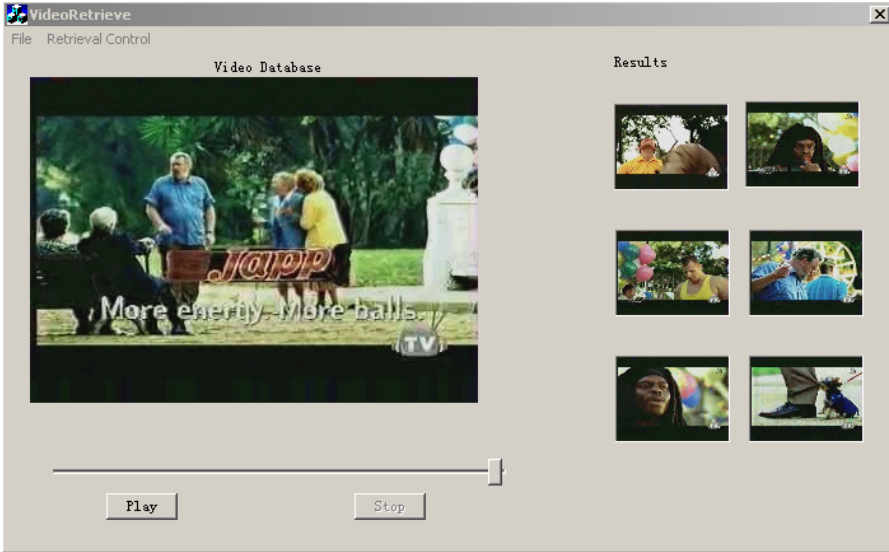 VideoRetrieve
File Retrieval Control
Video Database
Results
Japp
More energy. More balls.
TV
Play
Stop